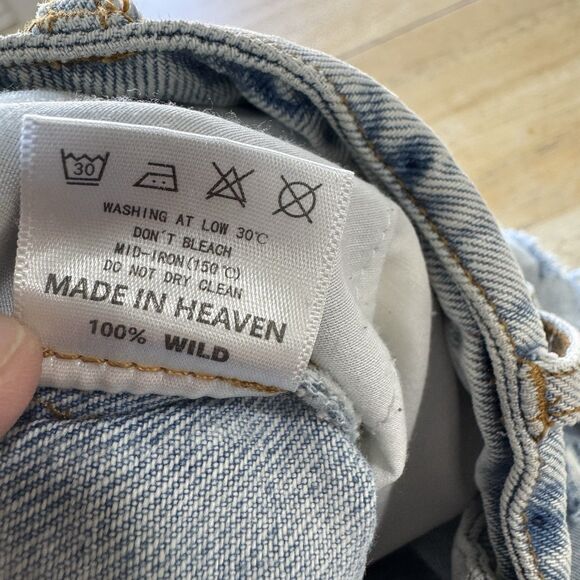 30
WASHING AT LOW 30℃
DON'T BLEACH
MID-IRON(150℃)
DO NOT DRY CLEAN
MADE IN HEAVEN
100% WILD